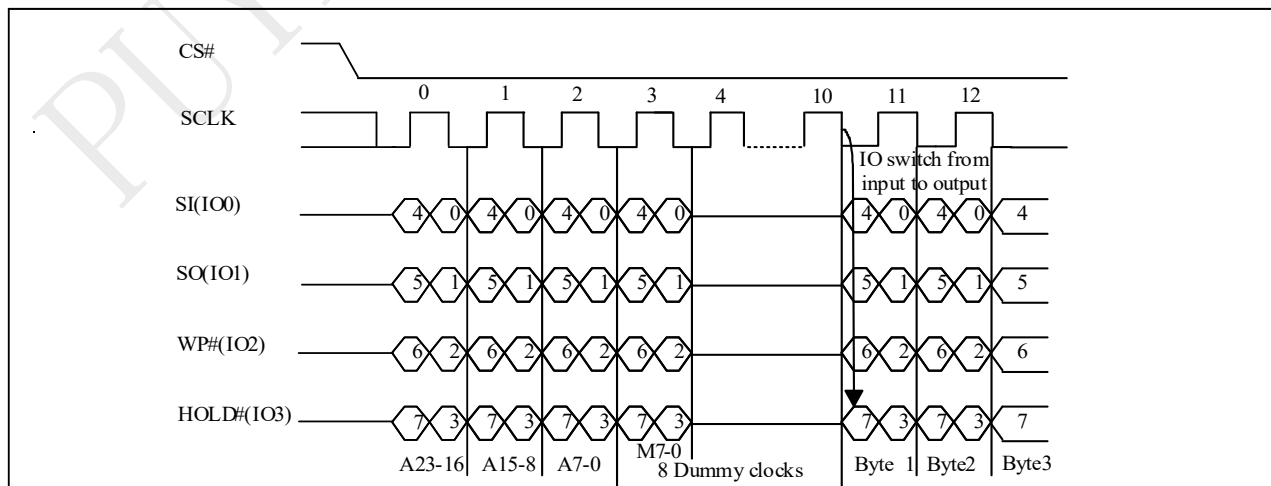 PUY
CS#
0 1 2 3 4 10 11 12
SCLK
IO switch from
input to output
SI(IO0) 4 0 4 0 4 0 4 0 4 0 4 0 4
SO(IO1) 5 1 5 1 5 1 5 1 5 1 5 1 5
WP#(IO2) 6 2 6 2 6 2 6 2 6 2 6 2 6
HOLD#(IO3) 7 3 7 3 7 3 7 3 7 3 7 3 7
A23-16 A15-8 A7-0 M7-0 Byte 1 Byte2 Byte3
8 Dummy clocks